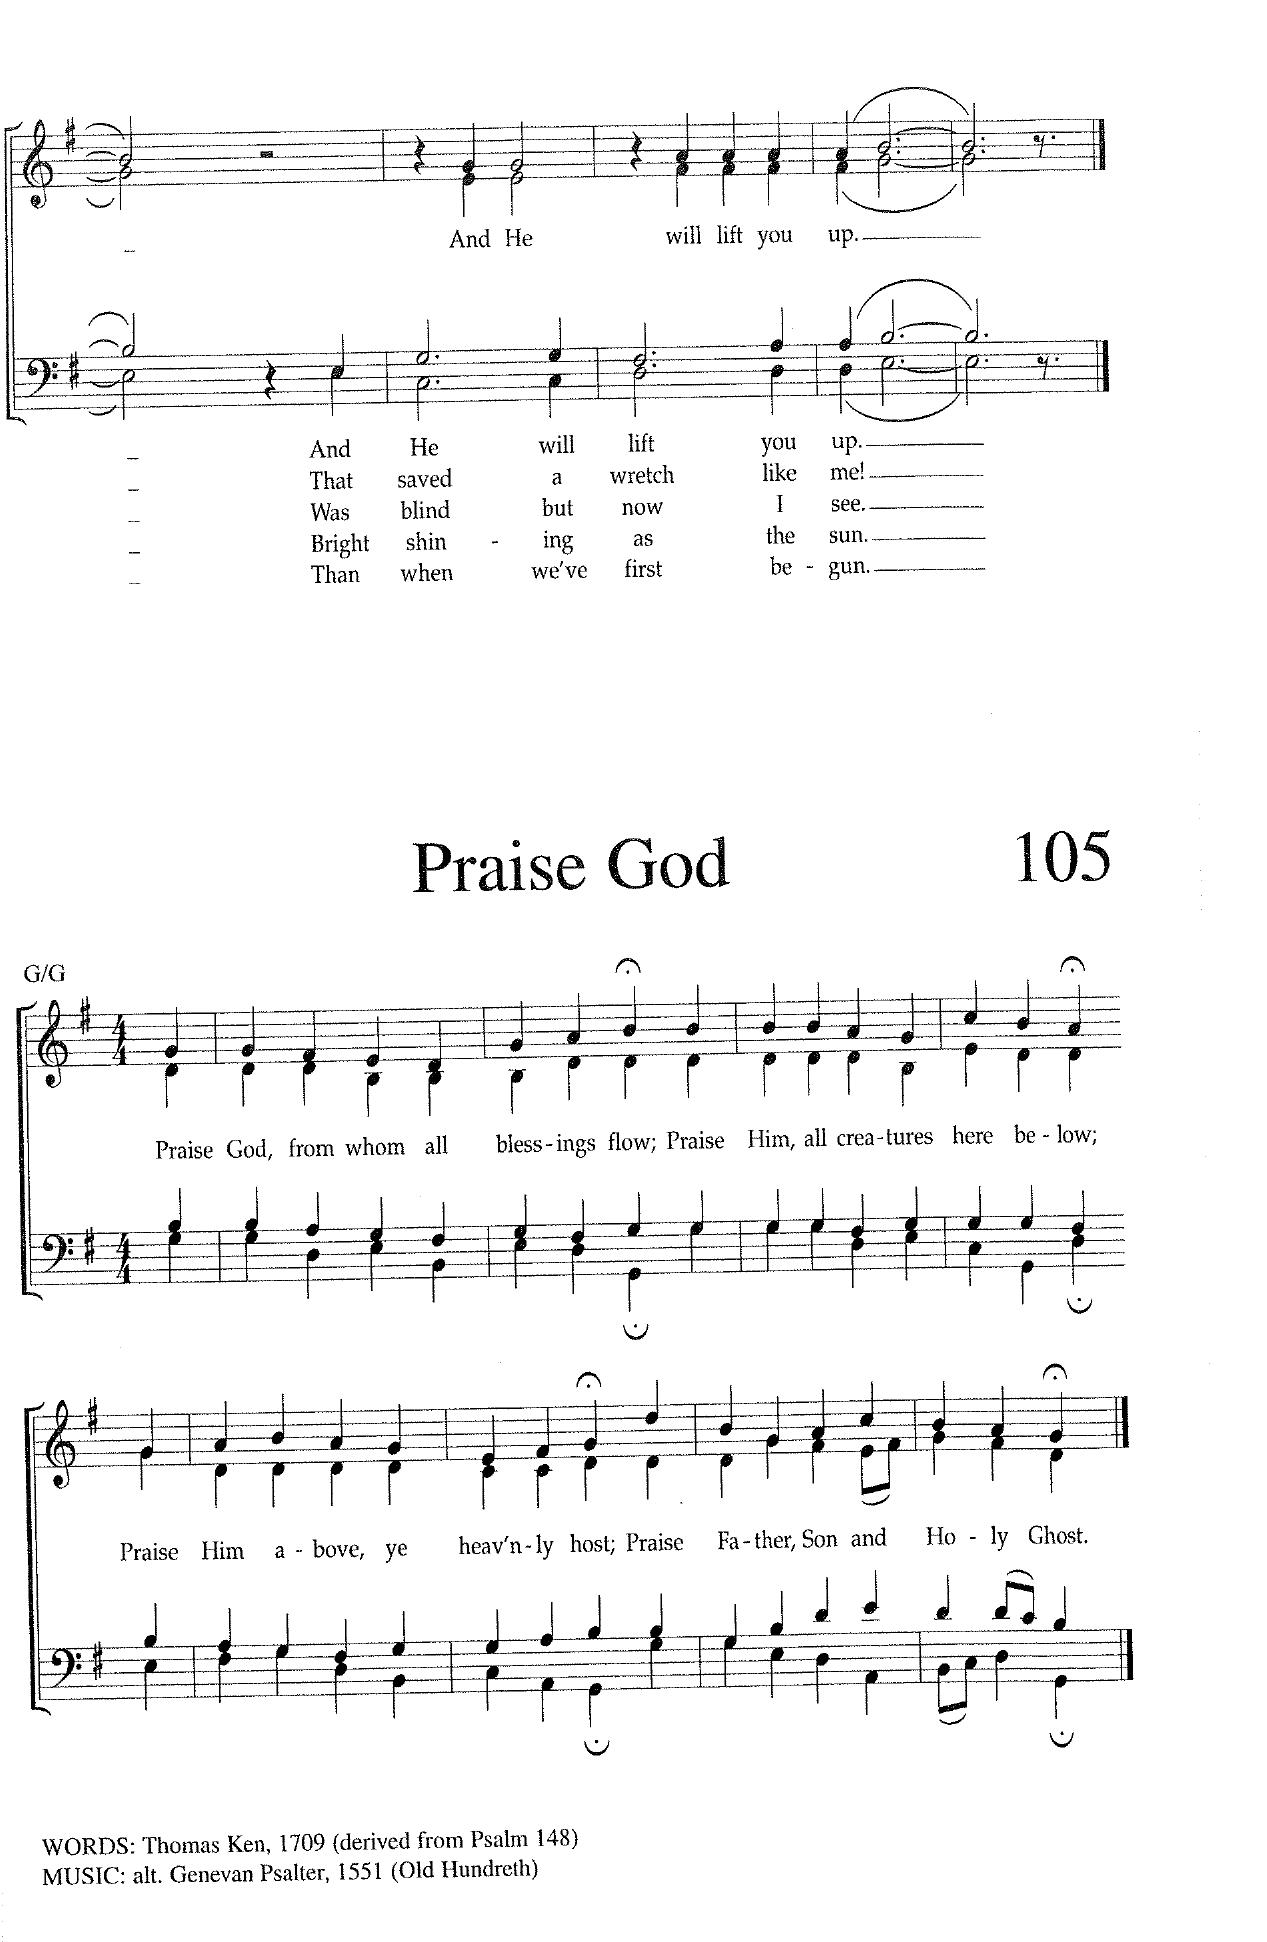 And He will lift you up.
And He will lift you up.
That saved a wretch like me!
Was blind but now I see.
Bright shin - ing as the sun.
Than when we've first be - gun.
Praise God 105
G/G
4
4
Praise God, from whom all bless-ings flow; Praise Him, all crea-tures here be - low;
4
4
Praise Him a - bove, ye heav'n-ly host; Praise Fa-ther, Son and Ho - ly Ghost.
WORDS: Thomas Ken, 1709 (derived from Psalm 148)
MUSIC: alt. Genevan Psalter, 1551 (Old Hundreth)